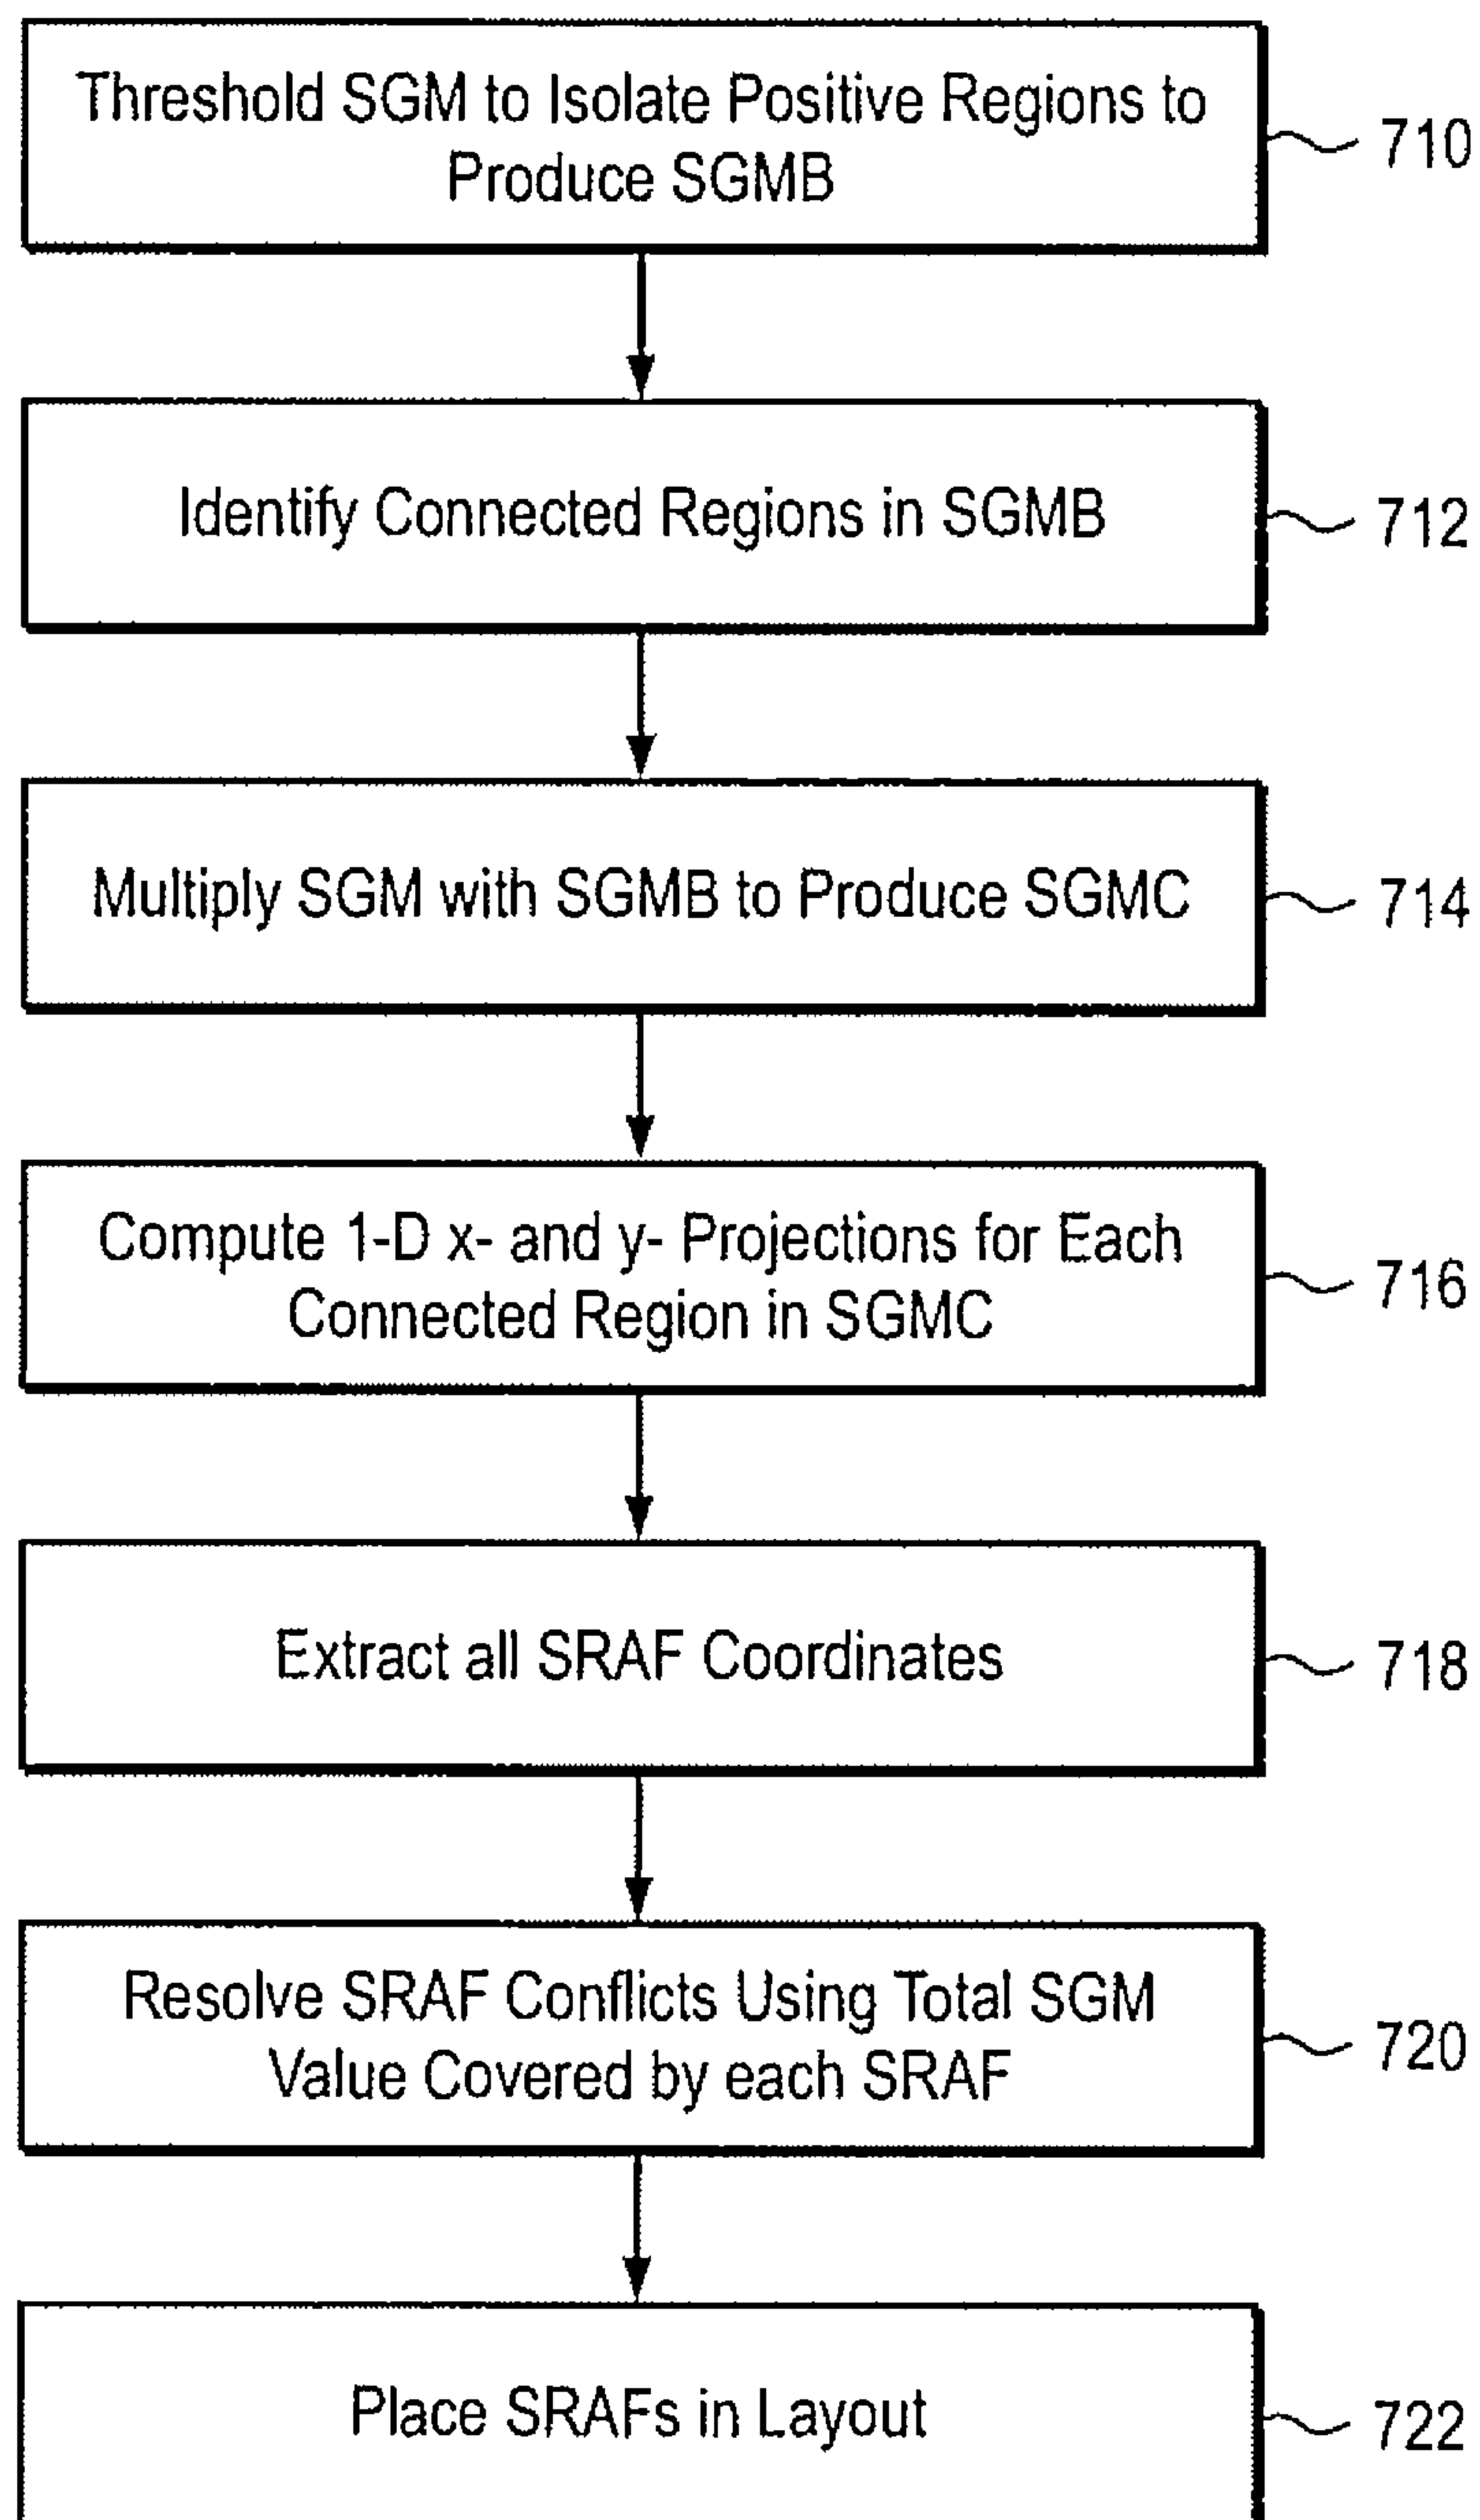 Threshold SGM to Isolate Positive Regions to
Produce SGMB
710
Identify Connected Regions in SGMB
712
Multiply SGM with SGMB to Produce SGMC
714
Compute 1-D x- and y- Projections for Each
Connected Region in SGMC
716
Extract all SRAF Coordinates
718
Resolve SRAF Conflicts Using Total SGM
Value Covered by each SRAF
720
Place SRAFs in Layout
722